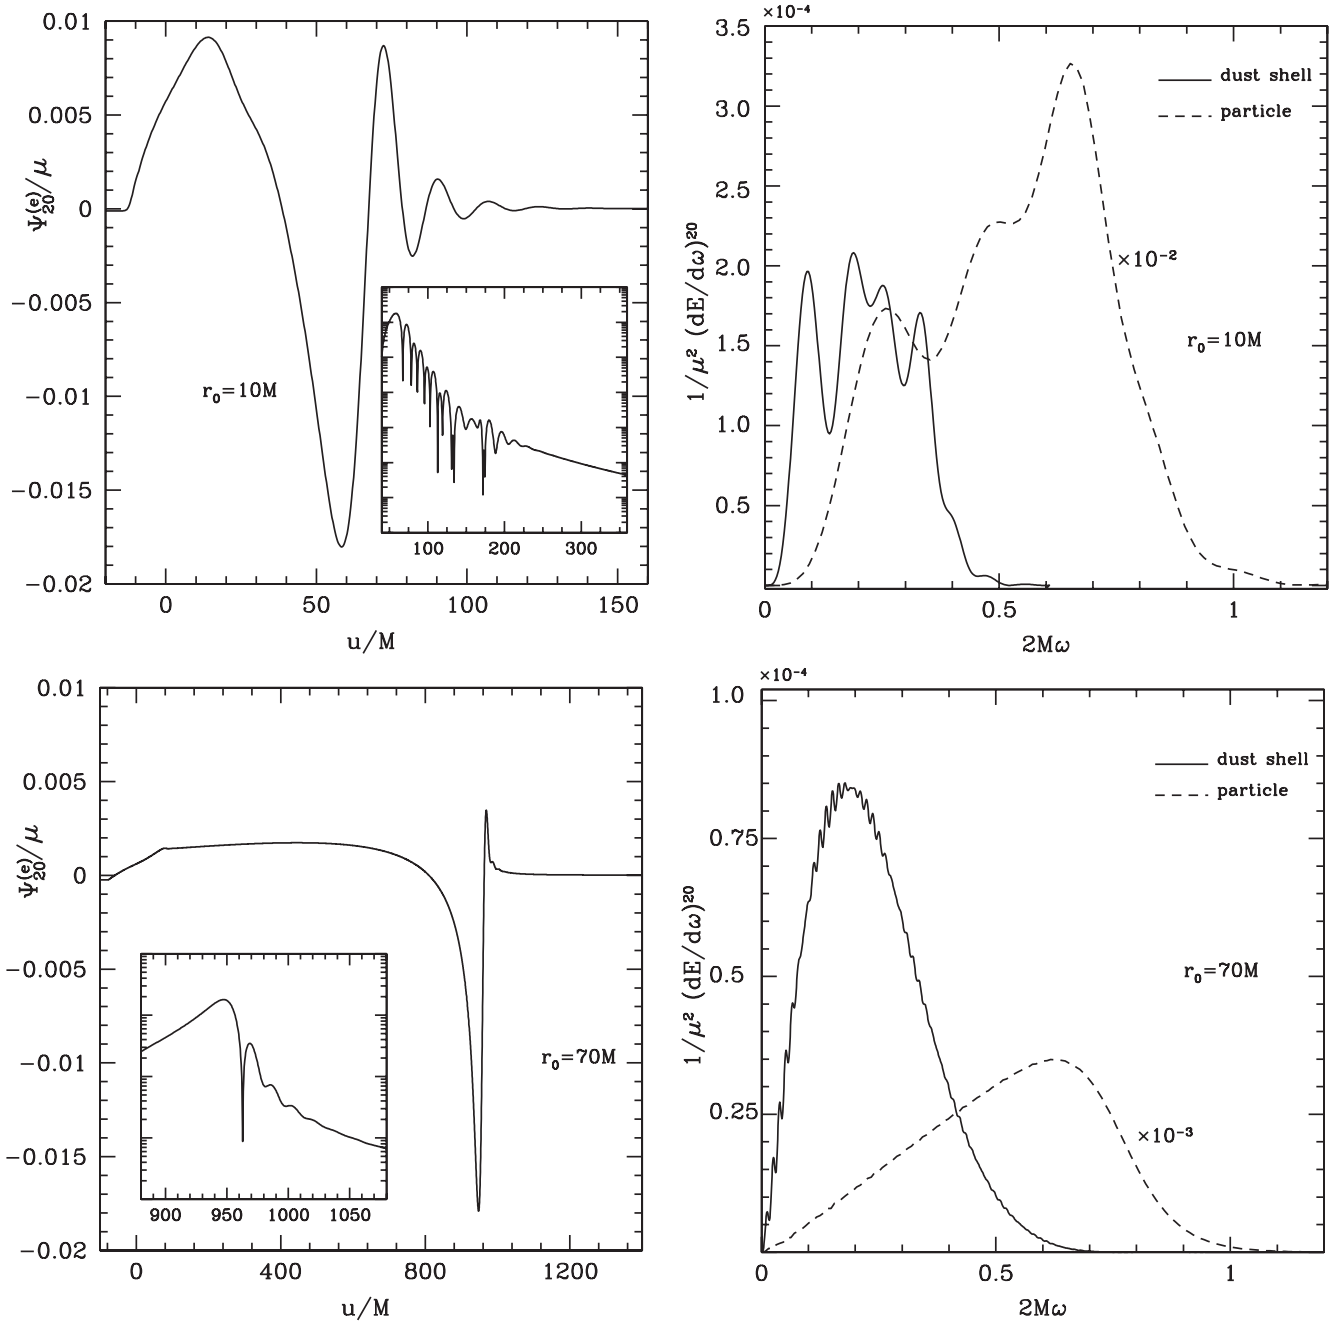 0.01
0.005
0
−0.005
−0.01
−0.015
−0.02
Ψ₂₀⁽ᵉ⁾/μ
r₀=10M
100 200 300
0 50 100 150
u/M
×10⁻⁴
3.5
3.0
2.5
2.0
1.5
1.0
0.5
1/μ² (dE/dω)²⁰
dust shell
particle
×10⁻²
r₀=10M
0 0.5 1
2Mω
0.01
0.005
0
−0.005
−0.01
−0.015
−0.02
Ψ₂₀⁽ᵉ⁾/μ
r₀=70M
900 950 1000 1050
0 400 800 1200
u/M
×10⁻⁴
1.0
0.75
0.5
0.25
1/μ² (dE/dω)²⁰
dust shell
particle
r₀=70M
×10⁻³
0 0.5 1
2Mω